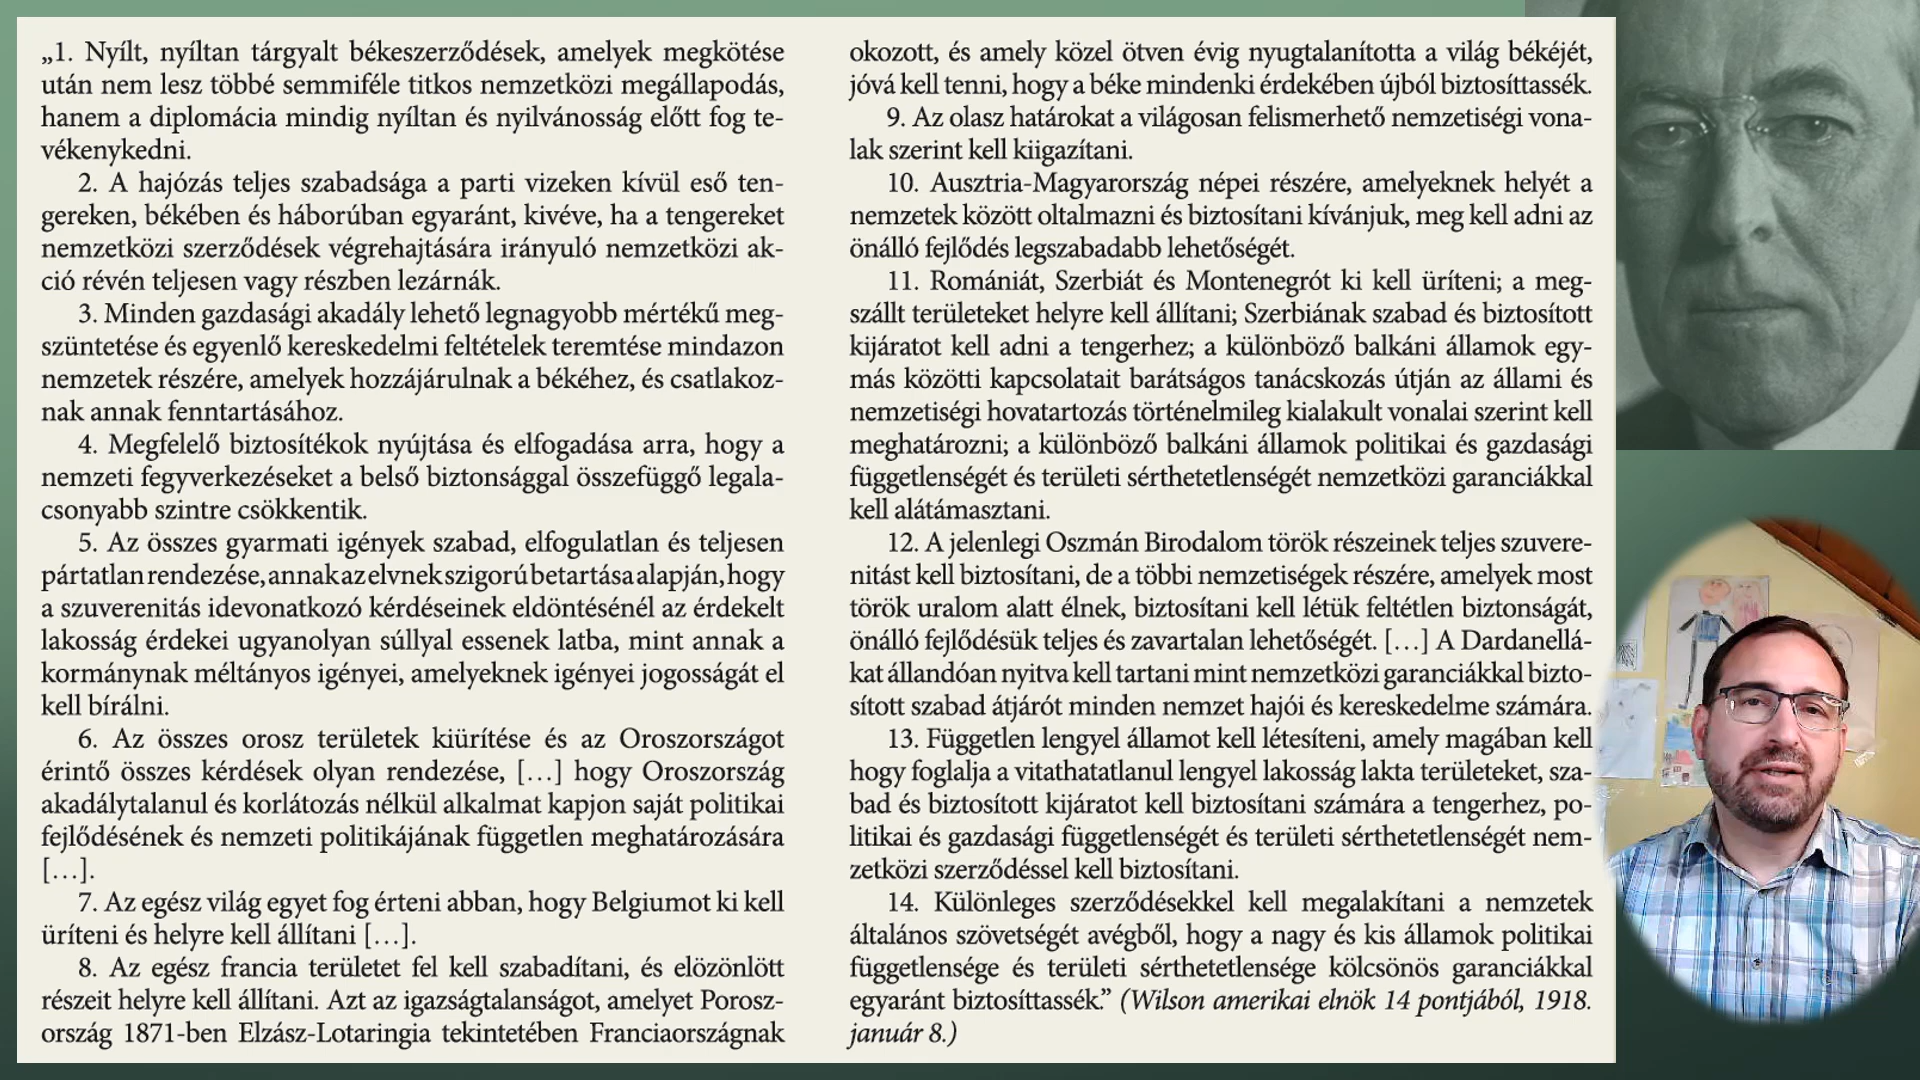 „1. Nyílt, nyíltan tárgyalt békeszerződések, amelyek megkötése
után nem lesz többé semmiféle titkos nemzetközi megállapodás,
hanem a diplomácia mindig nyíltan és nyilvánosság előtt fog te-
vékenykedni.
2. A hajózás teljes szabadsága a parti vizeken kívül eső ten-
gereken, békében és háborúban egyaránt, kivéve, ha a tengereket
nemzetközi szerződések végrehajtására irányuló nemzetközi ak-
ció révén teljesen vagy részben lezárnák.
3. Minden gazdasági akadály lehető legnagyobb mértékű meg-
szüntetése és egyenlő kereskedelmi feltételek teremtése mindazon
nemzetek részére, amelyek hozzájárulnak a békéhez, és csatlakoz-
nak annak fenntartásához.
4. Megfelelő biztosítékok nyújtása és elfogadása arra, hogy a
nemzeti fegyverkezéseket a belső biztonsággal összefüggő legala-
csonyabb szintre csökkentik.
5. Az összes gyarmati igények szabad, elfogulatlan és teljesen
pártatlan rendezése, annak az elvnek szigorú betartása alapján, hogy
a szuverenitás idevonatkozó kérdéseinek eldöntésénél az érdekelt
lakosság érdekei ugyanolyan súllyal essenek latba, mint annak a
kormánynak méltányos igényei, amelyeknek igényei jogosságát el
kell bírálni.
6. Az összes orosz területek kiürítése és az Oroszországot
érintő összes kérdések olyan rendezése, […] hogy Oroszország
akadálytalanul és korlátozás nélkül alkalmat kapjon saját politikai
fejlődésének és nemzeti politikájának független meghatározására
[…].
7. Az egész világ egyet fog érteni abban, hogy Belgiumot ki kell
üríteni és helyre kell állítani […].
8. Az egész francia területet fel kell szabadítani, és elözönlött
részeit helyre kell állítani. Azt az igazságtalanságot, amelyet Porosz-
ország 1871-ben Elzász-Lotaringia tekintetében Franciaországnak
okozott, és amely közel ötven évig nyugtalanította a világ békéjét,
jóvá kell tenni, hogy a béke mindenki érdekében újból biztosíttassék.
9. Az olasz határokat a világosan felismerhető nemzetiségi vona-
lak szerint kell kiigazítani.
10. Ausztria-Magyarország népei részére, amelyeknek helyét a
nemzetek között oltalmazni és biztosítani kívánjuk, meg kell adni az
önálló fejlődés legszabadabb lehetőségét.
11. Romániát, Szerbiát és Montenegrót ki kell üríteni; a meg-
szállt területeket helyre kell állítani; Szerbiának szabad és biztosított
kijáratot kell adni a tengerhez; a különböző balkáni államok egy-
más közötti kapcsolatait barátságos tanácskozás útján az állami és
nemzetiségi hovatartozás történelmileg kialakult vonalai szerint kell
meghatározni; a különböző balkáni államok politikai és gazdasági
függetlenségét és területi sérthetetlenségét nemzetközi garanciákkal
kell alátámasztani.
12. A jelenlegi Oszmán Birodalom török részeinek teljes szuvere-
nitást kell biztosítani, de a többi nemzetiségek részére, amelyek most
török uralom alatt élnek, biztosítani kell létük feltétlen biztonságát,
önálló fejlődésük teljes és zavartalan lehetőségét. […] A Dardanellá-
kat állandóan nyitva kell tartani mint nemzetközi garanciákkal bizto-
sított szabad átjárót minden nemzet hajói és kereskedelme számára.
13. Független lengyel államot kell létesíteni, amely magában kell
hogy foglalja a vitathatatlanul lengyel lakosság lakta területeket, sza-
bad és biztosított kijáratot kell biztosítani számára a tengerhez, po-
litikai és gazdasági függetlenségét és területi sérthetetlenségét nem-
zetközi szerződéssel kell biztosítani.
14. Különleges szerződésekkel kell megalakítani a nemzetek
általános szövetségét avégből, hogy a nagy és kis államok politikai
függetlensége és területi sérthetetlensége kölcsönös garanciákkal
egyaránt biztosíttassék.” (Wilson amerikai elnök 14 pontjából, 1918.
január 8.)